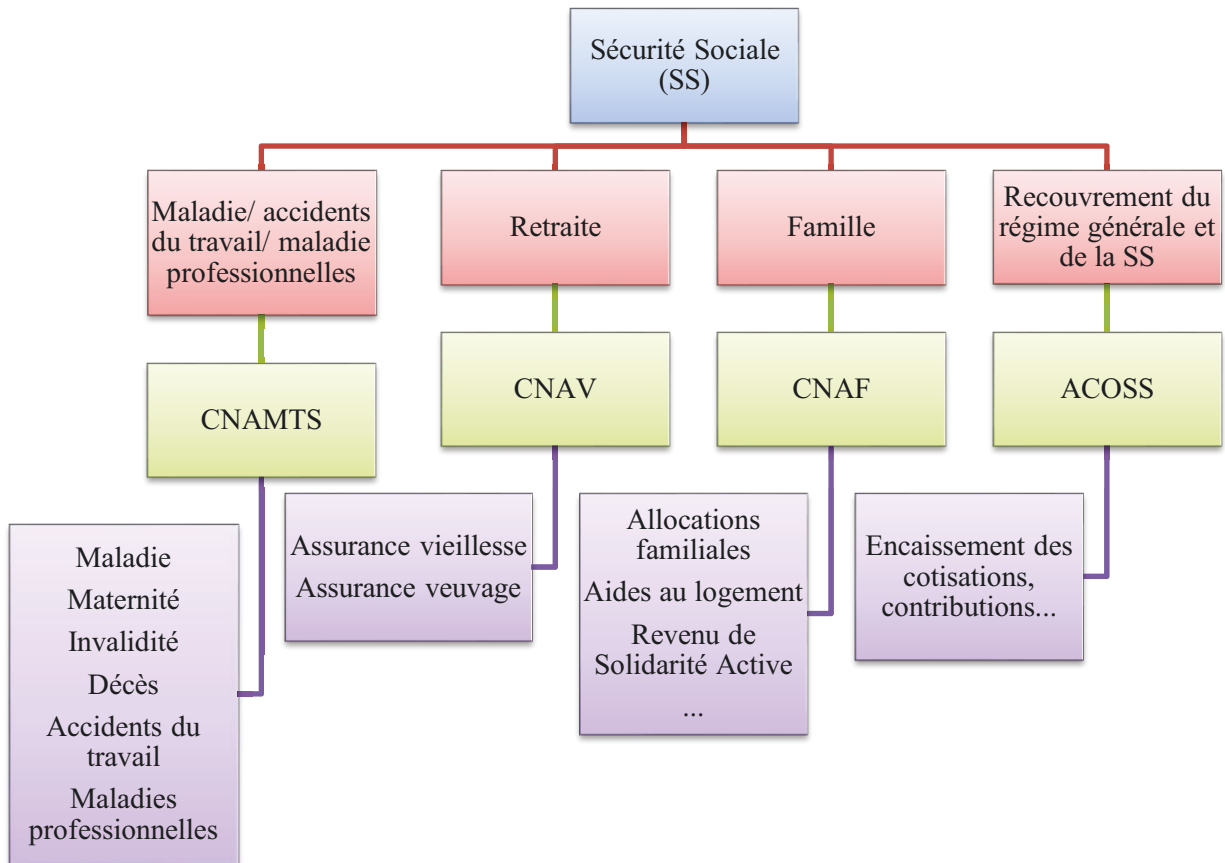 Sécurité Sociale
(SS)
Maladie/ accidents
du travail/ maladie
professionnelles
Retraite
Famille
Recouvrement du
régime générale et
de la SS
CNAMTS
CNAV
CNAF
ACOSS
Maladie
Maternité
Invalidité
Décès
Accidents du
travail
Maladies
professionnelles
Assurance vieillesse
Assurance veuvage
Allocations
familiales
Aides au logement
Revenu de
Solidarité Active
...
Encaissement des
cotisations,
contributions...